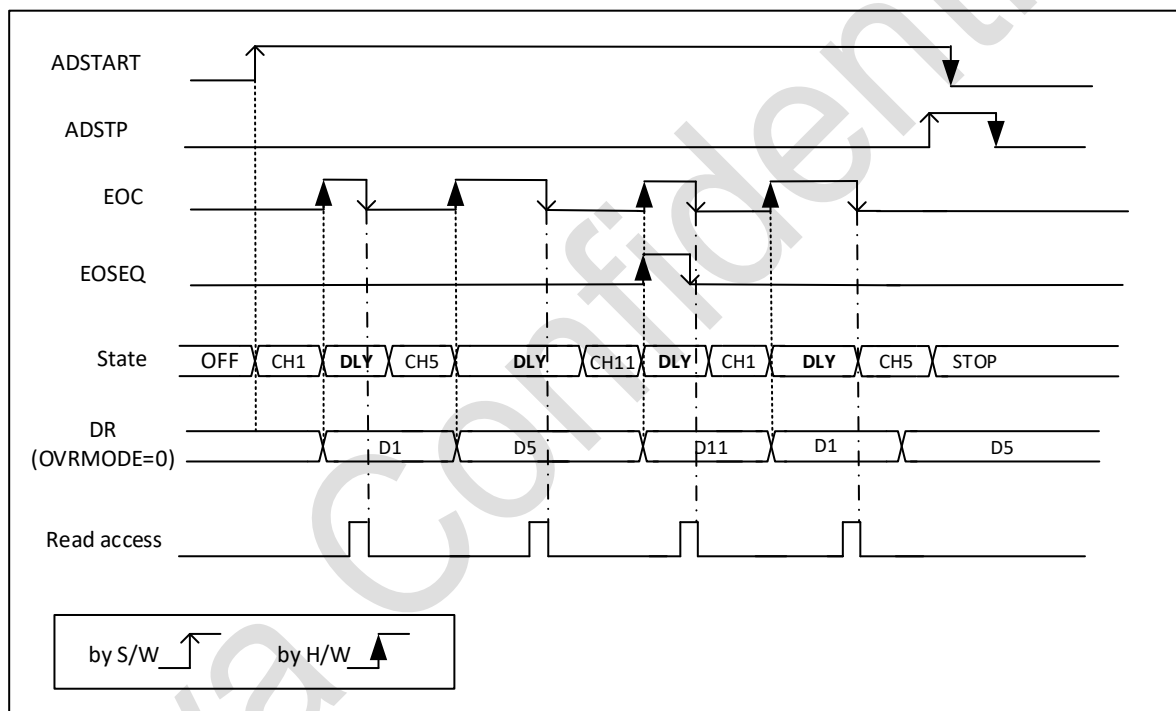 ADSTART
ADSTP
EOC
EOSEQ
State OFF CH1 DLY CH5 DLY CH11 DLY CH1 DLY CH5 STOP
DR
(OVRMODE=0) D1 D5 D11 D1 D5
Read access
by S/W by H/W
Confidenti